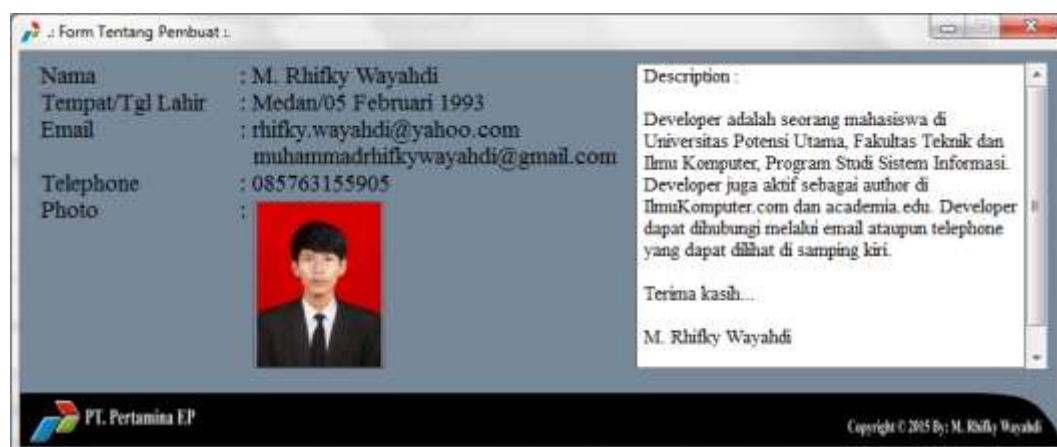 .: Form Tentang Pembuat :.
Nama : M. Rhifky Wayahdi
Tempat/Tgl Lahir : Medan/05 Februari 1993
Email : rhifky.wayahdi@yahoo.com
muhammadrhifkywayahdi@gmail.com
Telephone : 085763155905
Photo :
Description :
Developer adalah seorang mahasiswa di
Universitas Potensi Utama, Fakultas Teknik dan
Ilmu Komputer, Program Studi Sistem Informasi.
Developer juga aktif sebagai author di
IlmuKomputer.com dan academia.edu. Developer
dapat dihubungi melalui email ataupun telephone
yang dapat dilihat di samping kiri.
Terima kasih...
M. Rhifky Wayahdi
PT. Pertamina EP
Copyright © 2015 By: M. Rhifky Wayahdi